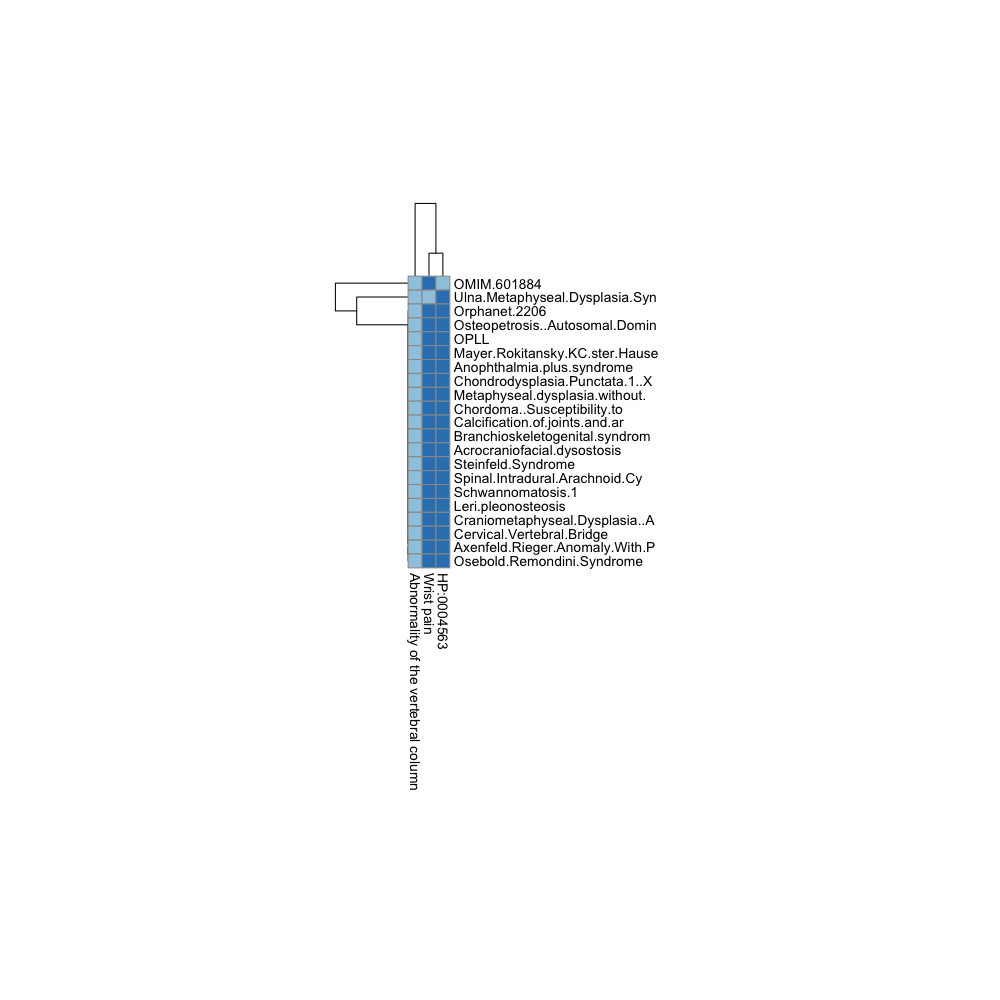 OMIM.601884
Ulna.Metaphyseal.Dysplasia.Syn
Orphanet.2206
Osteopetrosis..Autosomal.Domin
OPLL
Mayer.Rokitansky.KC.ster.Hause
Anophthalmia.plus.syndrome
Chondrodysplasia.Punctata.1..X
Metaphyseal.dysplasia.without.
Chordoma..Susceptibility.to
Calcification.of.joints.and.ar
Branchioskeletogenital.syndrom
Acrocraniofacial.dysostosis
Steinfeld.Syndrome
Spinal.Intradural.Arachnoid.Cy
Schwannomatosis.1
Leri.pleonosteosis
Craniometaphyseal.Dysplasia..A
Cervical.Vertebral.Bridge
Axenfeld.Rieger.Anomaly.With.P
Osebold.Remondini.Syndrome
Abnormality of the vertebral column
Wrist pain
HP:0004563